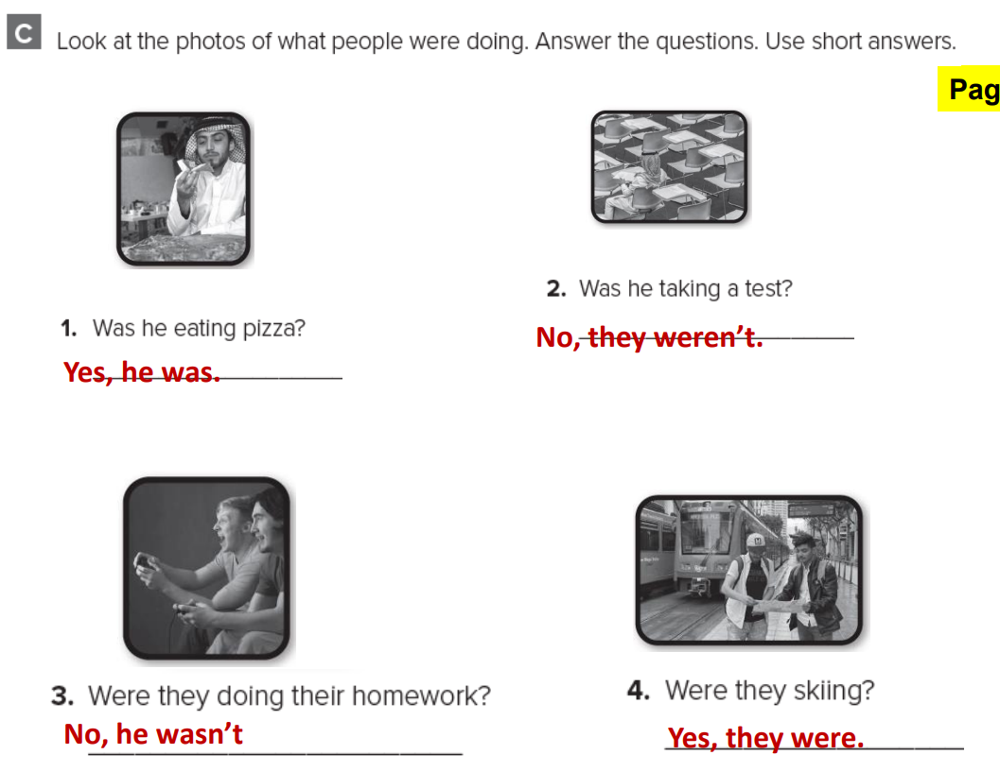 C Look at the photos of what people were doing. Answer the questions. Use short answers.
Pag
1. Was he eating pizza?
Yes, he was.
2. Was he taking a test?
No, they weren't.
3. Were they doing their homework?
No, he wasn't
4. Were they skiing?
Yes, they were.